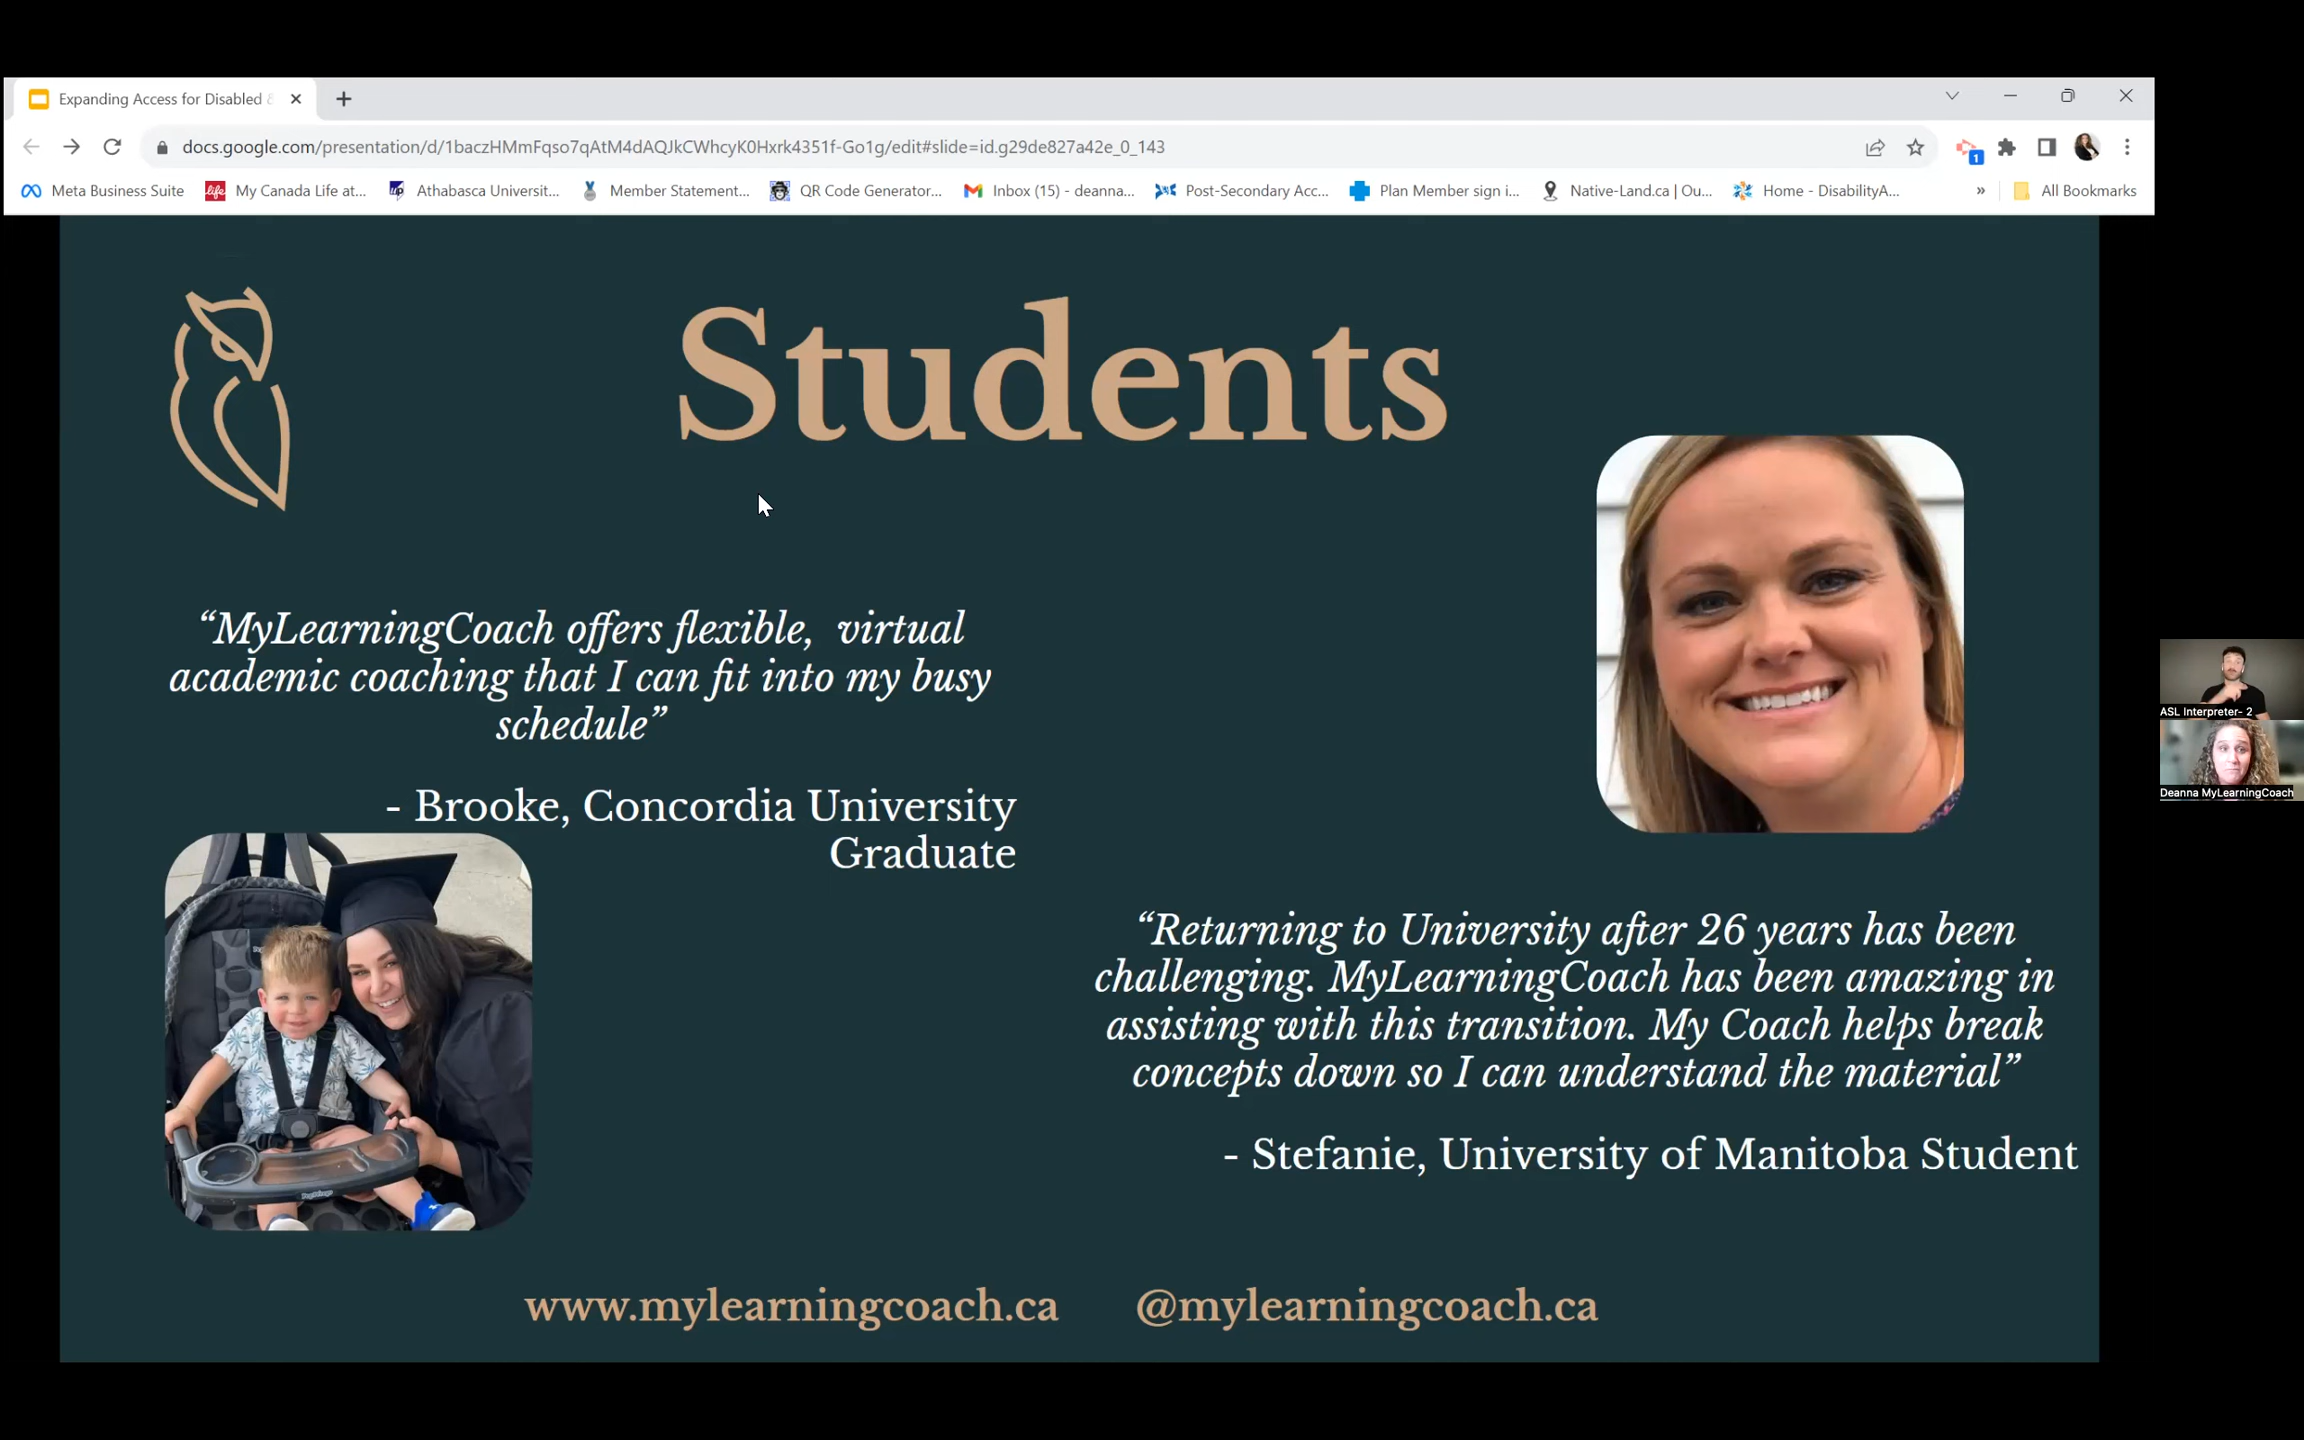 Expanding Access for Disabled &
docs.google.com/presentation/d/1baczHMmFqso7qAtM4dAQJkCWhcyK0Hxrk4351f-Go1g/edit#slide=id.g29de827a42e_0_143
1
Meta Business Suite My Canada Life at... Athabasca Universit... Member Statement... QR Code Generator... Inbox (15) - deanna... Post-Secondary Acc... Plan Member sign i... Native-Land.ca | Ou... Home - DisabilityA... » All Bookmarks
Students
“MyLearningCoach offers flexible, virtual
academic coaching that I can fit into my busy
schedule”
- Brooke, Concordia University
Graduate
“Returning to University after 26 years has been
challenging. MyLearningCoach has been amazing in
assisting with this transition. My Coach helps break
concepts down so I can understand the material”
- Stefanie, University of Manitoba Student
www.mylearningcoach.ca @mylearningcoach.ca
ASL Interpreter- 2
Deanna MyLearningCoach